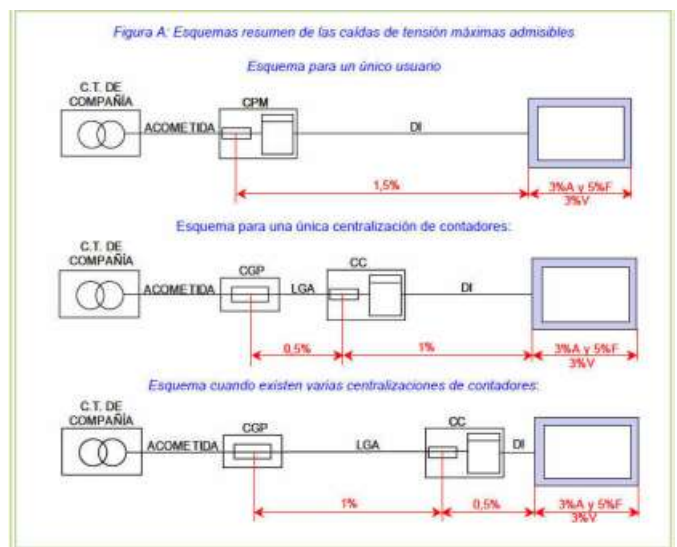 Figura A: Esquemas resumen de las caídas de tensión máximas admisibles
Esquema para un único usuario
C.T. DE
COMPAÑÍA
ACOMETIDA
CPM
DI
1,5%
3%A y 5%F
3%V
Esquema para una única centralización de contadores:
C.T. DE
COMPAÑÍA
ACOMETIDA
CGP
LGA
CC
DI
0,5%
1%
3%A y 5%F
3%V
Esquema cuando existen varias centralizaciones de contadores:
C.T. DE
COMPAÑÍA
ACOMETIDA
CGP
LGA
CC
DI
1%
0,5%
3%A y 5%F
3%V